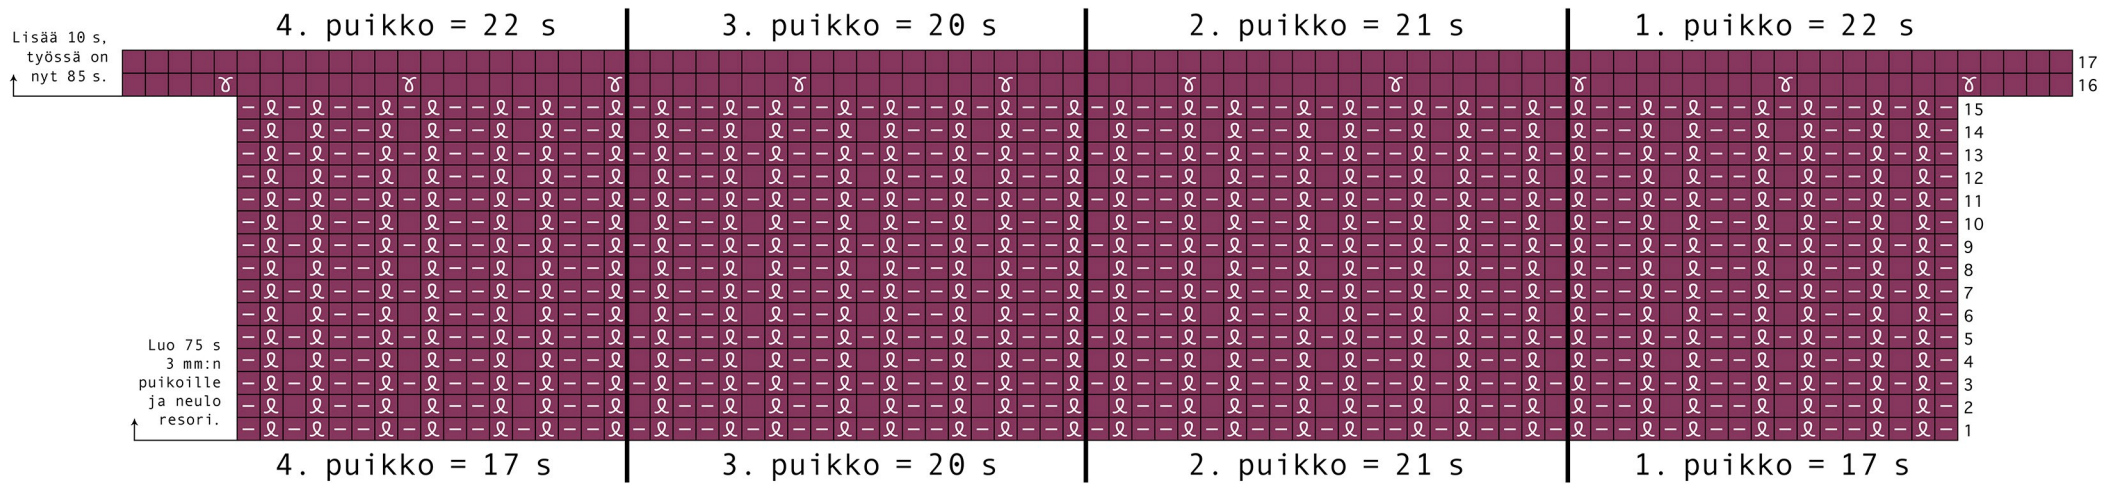 4. puikko = 22 s
3. puikko = 20 s
2. puikko = 21 s
1. puikko = 22 s
Lisää 10 s,
työssä on
nyt 85 s.
17
16
15
14
13
12
11
10
9
8
7
6
5
4
3
2
1
Luo 75 s
3 mm:n
puikoille
ja neulo
resori.
4. puikko = 17 s
3. puikko = 20 s
2. puikko = 21 s
1. puikko = 17 s